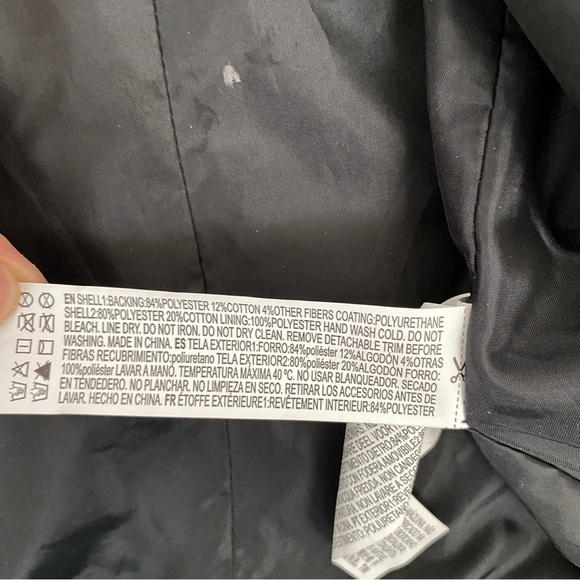 EN SHELL1:BACKING:84%POLYESTER 12%COTTON 4%OTHER FIBERS COATING:POLYURETHANE
SHELL2:80%POLYESTER 20%COTTON LINING:100%POLYESTER HAND WASH COLD. DO NOT
BLEACH. LINE DRY. DO NOT IRON. DO NOT DRY CLEAN. REMOVE DETACHABLE TRIM BEFORE
WASHING. MADE IN CHINA. ES TELA EXTERIOR1:FORRO:84%poliéster 12%ALGODÓN 4%OTRAS
FIBRAS RECUBRIMIENTO:poliuretano TELA EXTERIOR2:80%poliéster 20%ALGODÓN FORRO:
100%poliéster LAVAR A MANO. TEMPERATURA MÁXIMA 40 ºC. NO USAR BLANQUEADOR. SECADO
EN TENDEDERO. NO PLANCHAR. NO LIMPIEZA EN SECO. RETIRAR LOS ACCESORIOS ANTES DE
LAVAR. HECHO EN CHINA. FR ÉTOFFE EXTÉRIEURE1:REVÊTEMENT INTERIEUR:84%POLYESTER